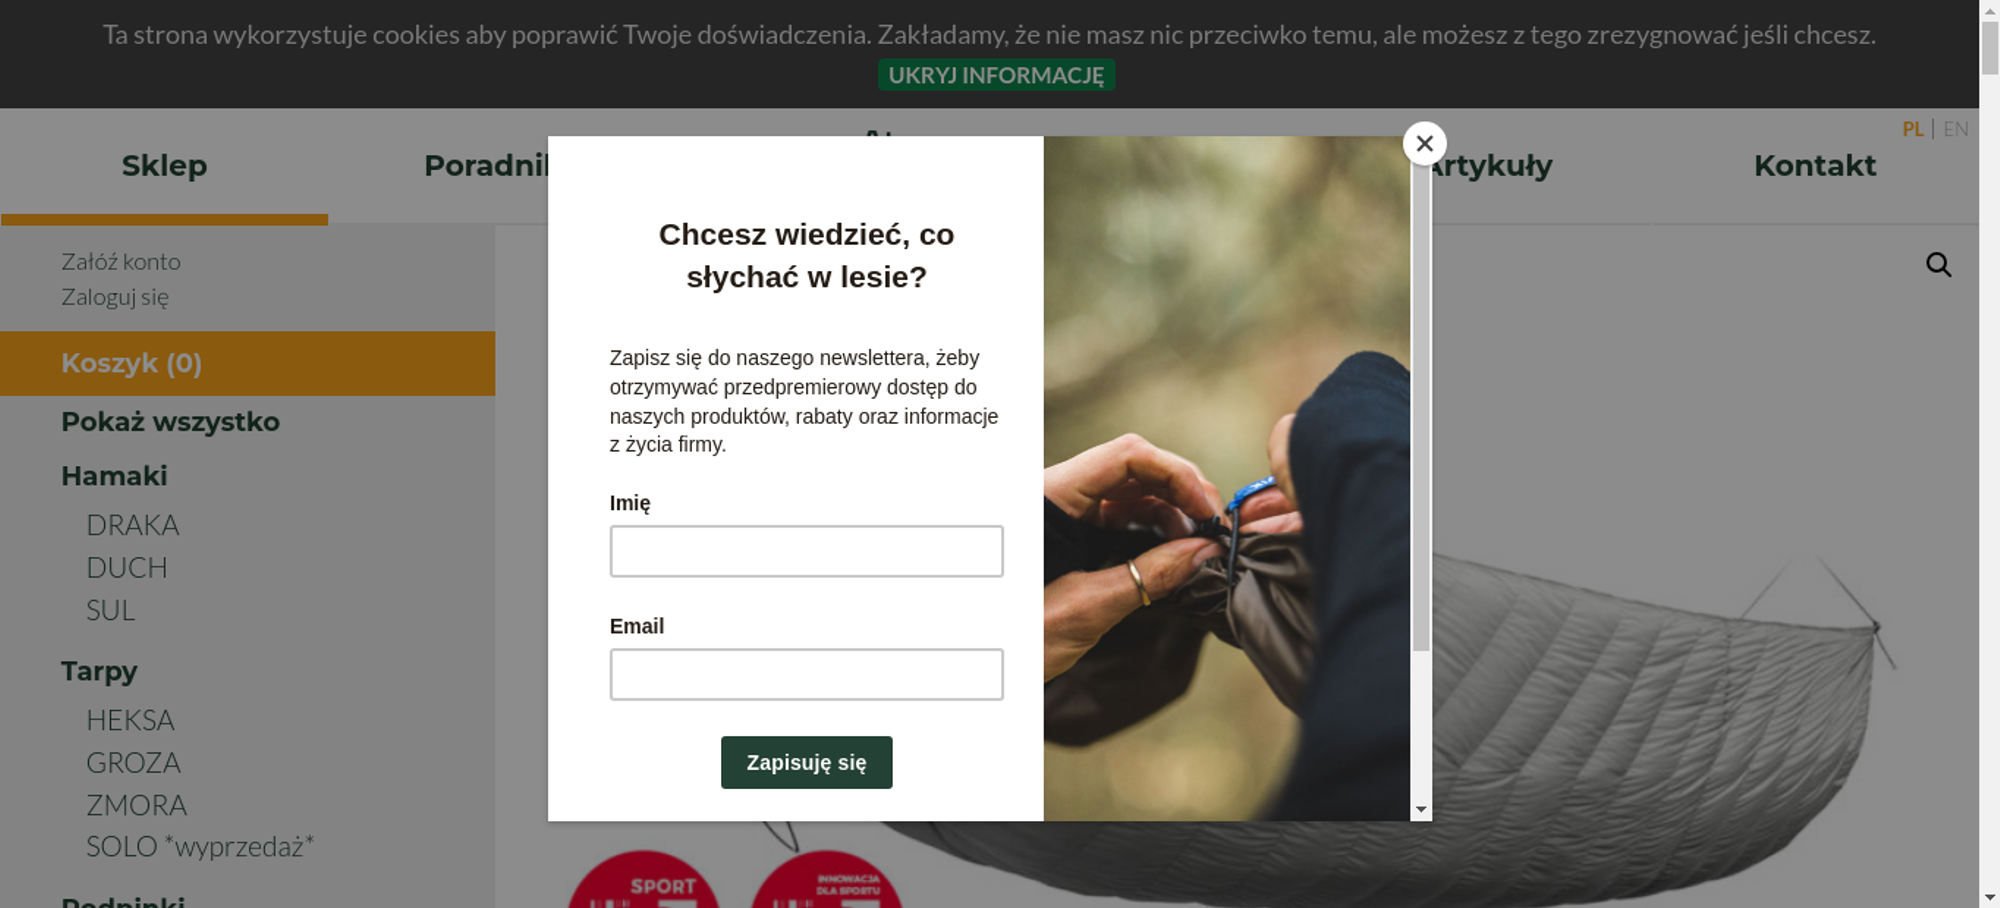 Ta strona wykorzystuje cookies aby poprawić Twoje doświadczenia. Zakładamy, że nie masz nic przeciwko temu, ale możesz z tego zrezygnować jeśli chcesz.
UKRYJ INFORMACJĘ
PL | EN
Sklep
Artykuły
Kontakt
Załóż konto
Zaloguj się
Koszyk (0)
Pokaż wszystko
Hamaki
DRAKA
DUCH
SUL
Tarpy
HEKSA
GROZA
ZMORA
SOLO *wyprzedaż*
Chcesz wiedzieć, co
słychać w lesie?
Zapisz się do naszego newslettera, żeby
otrzymywać przedpremierowy dostęp do
naszych produktów, rabaty oraz informacje
z życia firmy.
Imię
Email
Zapisuję się
SPORT
INNOWACJA
DLA SPORTU